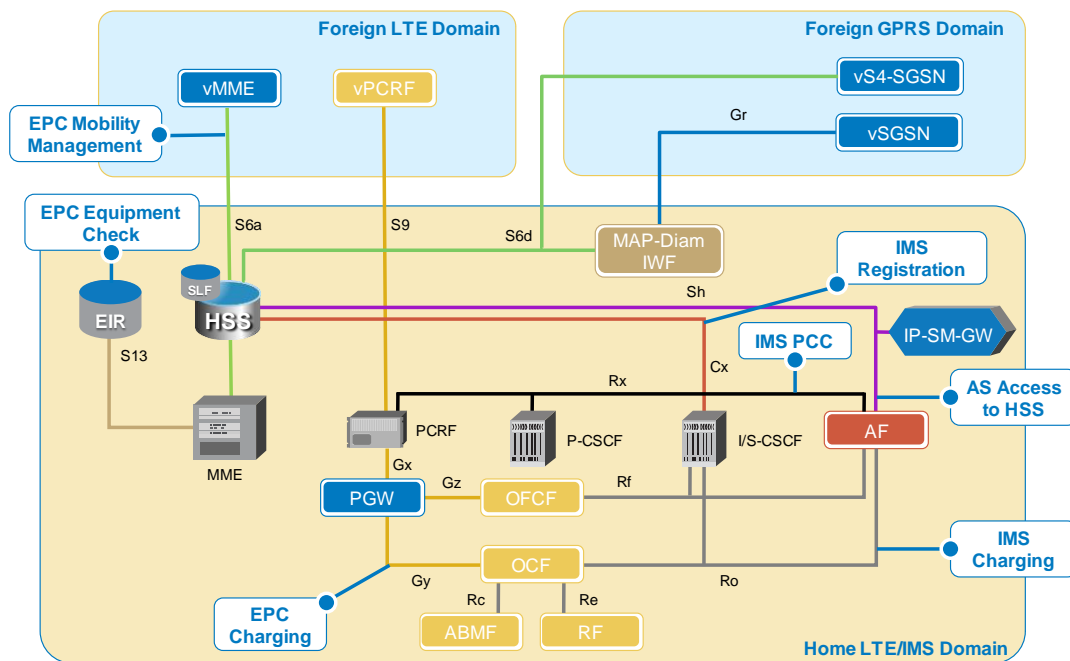 Foreign LTE Domain
Foreign GPRS Domain
vMME
vPCRF
vS4-SGSN
Gr
vSGSN
EPC Mobility
Management
EPC Equipment
Check
S6a
S9
S6d
MAP-Diam
IWF
IMS
Registration
SLF
Sh
EIR
HSS
IMS PCC
IP-SM-GW
S13
Rx
Cx
AS Access
to HSS
PCRF
P-CSCF
I/S-CSCF
AF
MME
Gx
Gz
Rf
PGW
OFCF
IMS
Charging
OCF
Gy
Ro
EPC
Charging
Rc
Re
ABMF
RF
Home LTE/IMS Domain